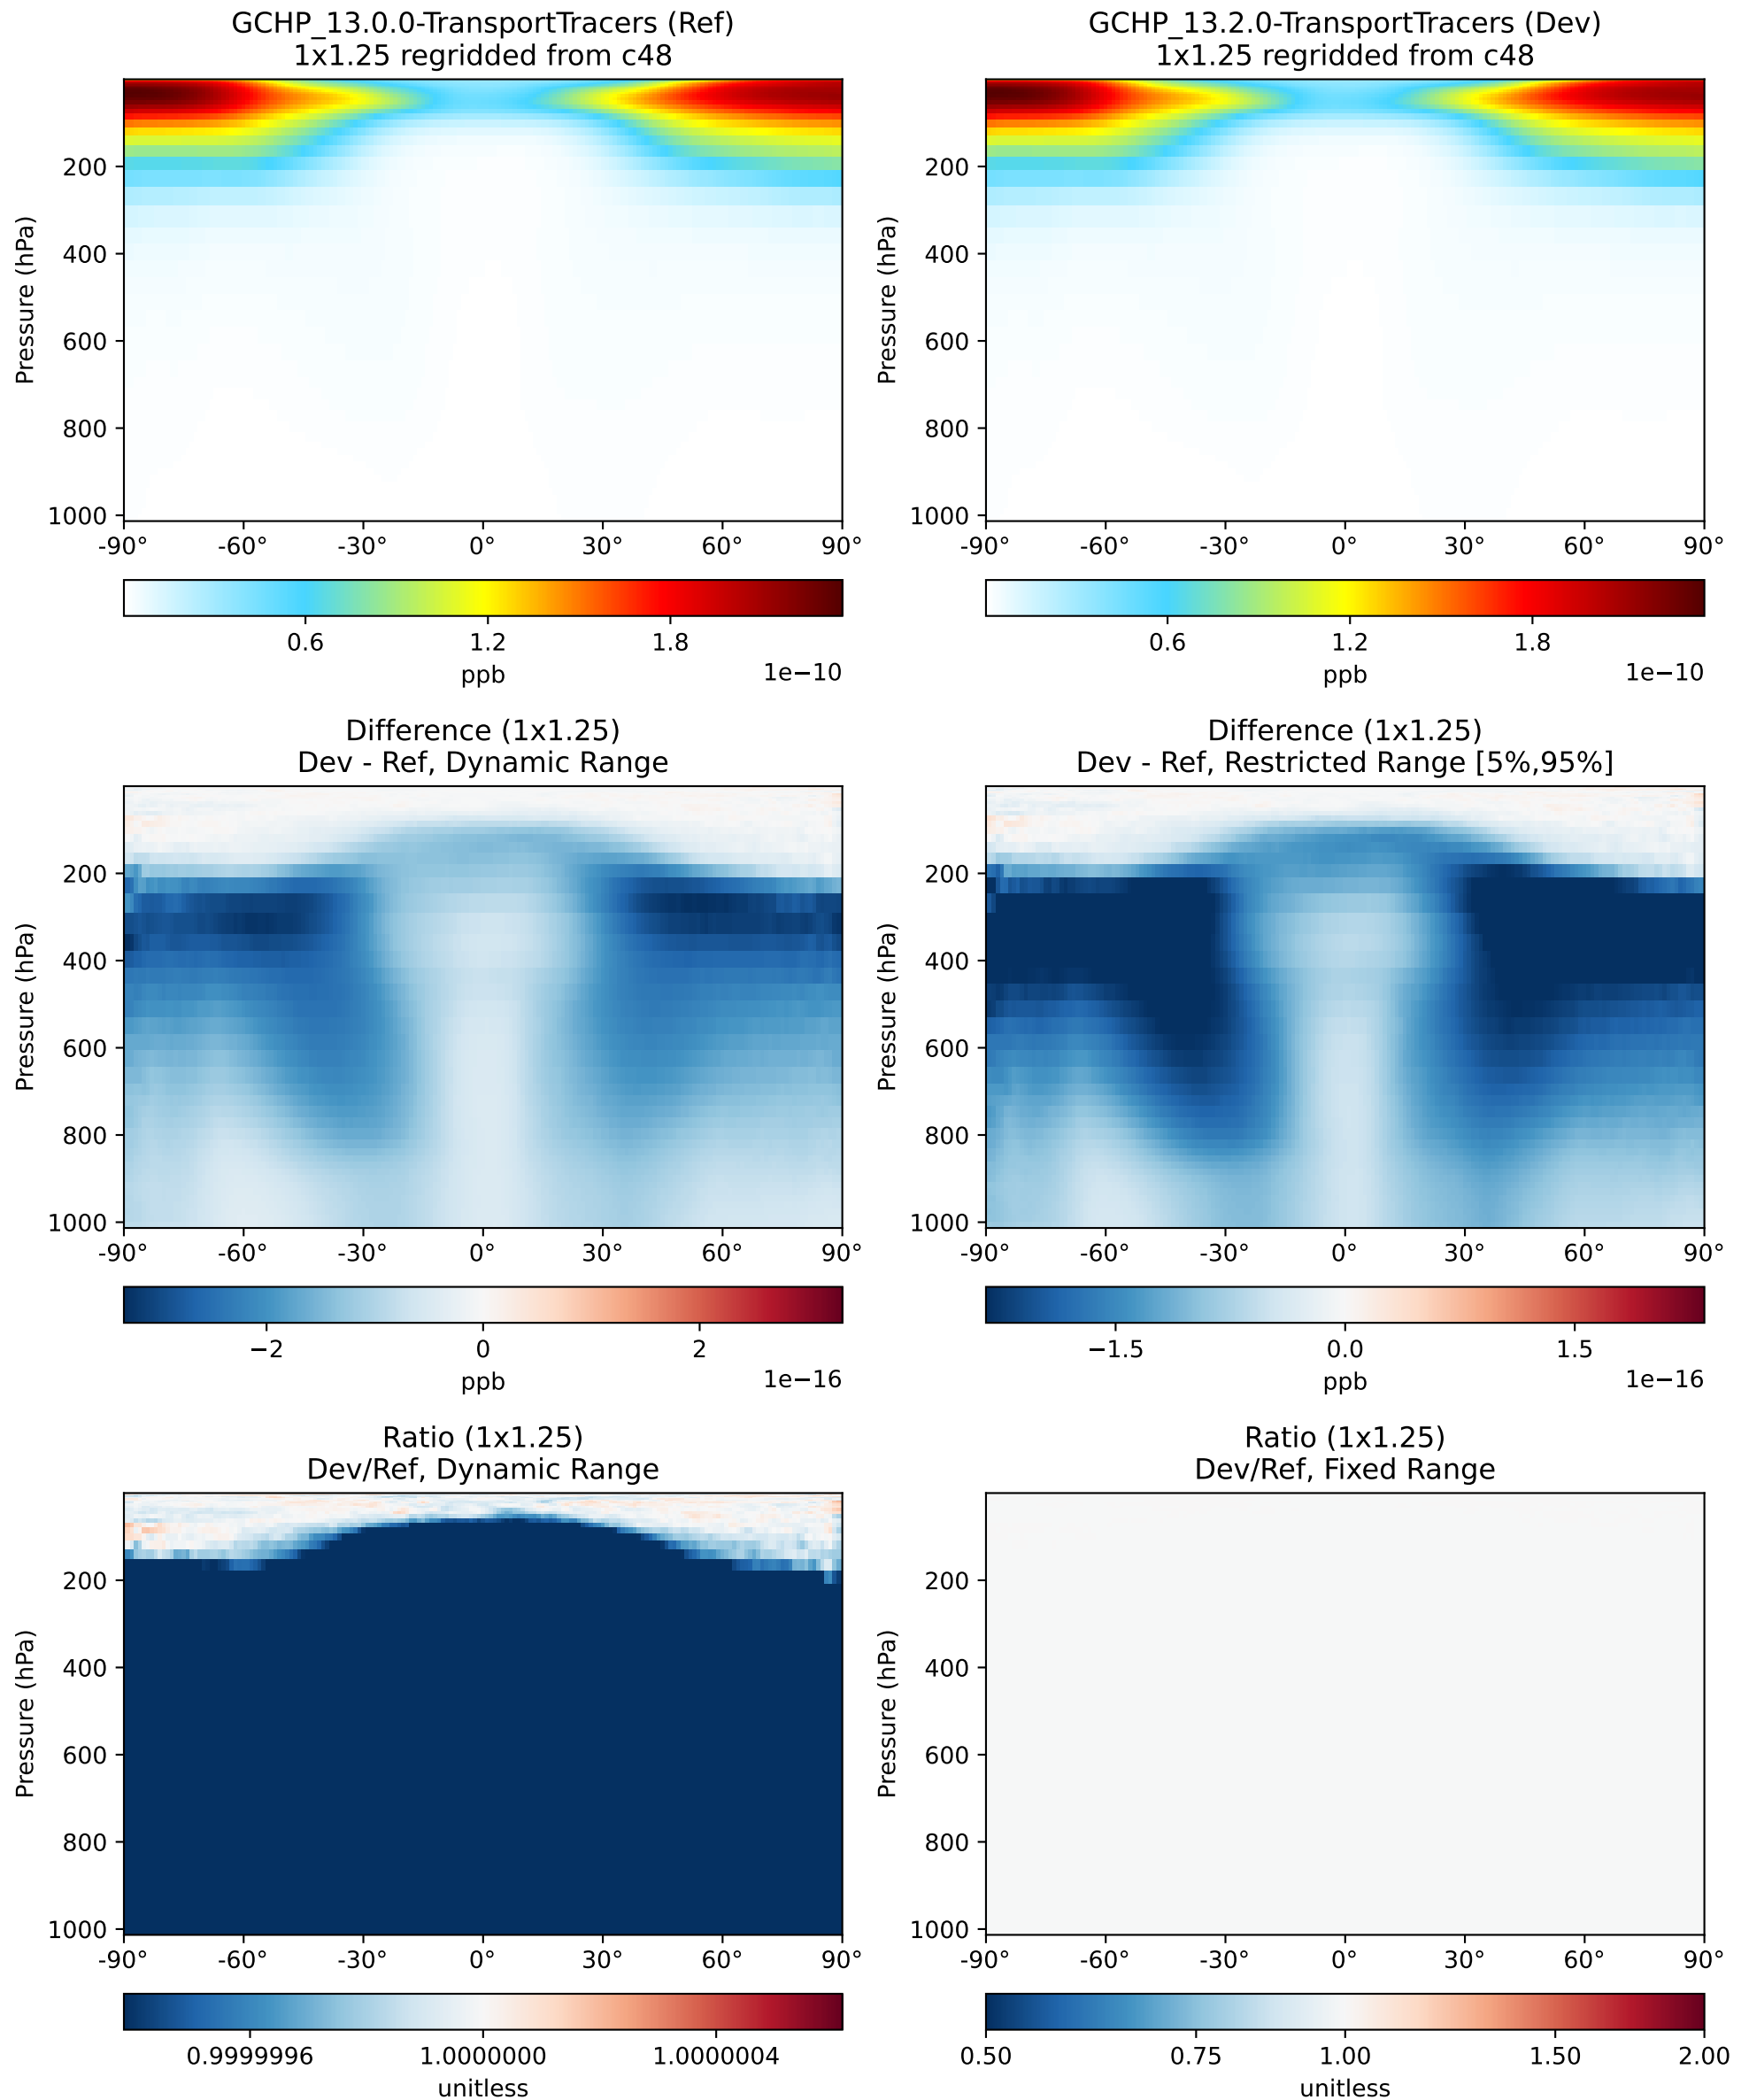 GCHP_13.0.0-TransportTracers (Ref)
1x1.25 regridded from c48
Pressure (hPa)
200
400
600
800
1000
-90° -60° -30° 0° 30° 60° 90°
0.6 1.2 1.8
1e−10
ppb
GCHP_13.2.0-TransportTracers (Dev)
1x1.25 regridded from c48
Pressure (hPa)
200
400
600
800
1000
-90° -60° -30° 0° 30° 60° 90°
0.6 1.2 1.8
1e−10
ppb
Difference (1x1.25)
Dev - Ref, Dynamic Range
Pressure (hPa)
200
400
600
800
1000
-90° -60° -30° 0° 30° 60° 90°
−2 0 2
1e−16
ppb
Difference (1x1.25)
Dev - Ref, Restricted Range [5%,95%]
Pressure (hPa)
200
400
600
800
1000
-90° -60° -30° 0° 30° 60° 90°
−1.5 0.0 1.5
1e−16
ppb
Ratio (1x1.25)
Dev/Ref, Dynamic Range
Pressure (hPa)
200
400
600
800
1000
-90° -60° -30° 0° 30° 60° 90°
0.9999996 1.0000000 1.0000004
unitless
Ratio (1x1.25)
Dev/Ref, Fixed Range
Pressure (hPa)
200
400
600
800
1000
-90° -60° -30° 0° 30° 60° 90°
0.50 0.75 1.00 1.50 2.00
unitless